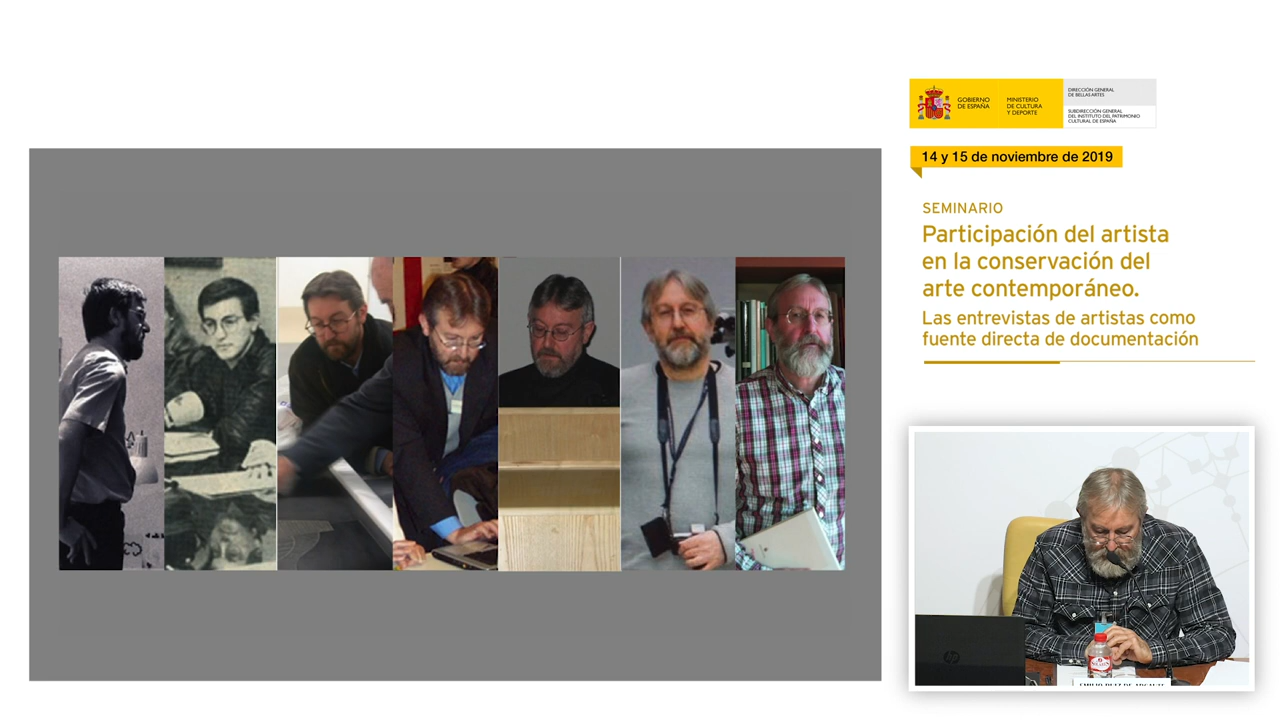 GOBIERNO
DE ESPAÑA
MINISTERIO
DE CULTURA
Y DEPORTE
DIRECCIÓN GENERAL
DE BELLAS ARTES
SUBDIRECCIÓN GENERAL
DEL INSTITUTO DEL PATRIMONIO
CULTURAL DE ESPAÑA
14 y 15 de noviembre de 2019
SEMINARIO
Participación del artista
en la conservación del
arte contemporáneo.
Las entrevistas de artistas como
fuente directa de documentación
hp